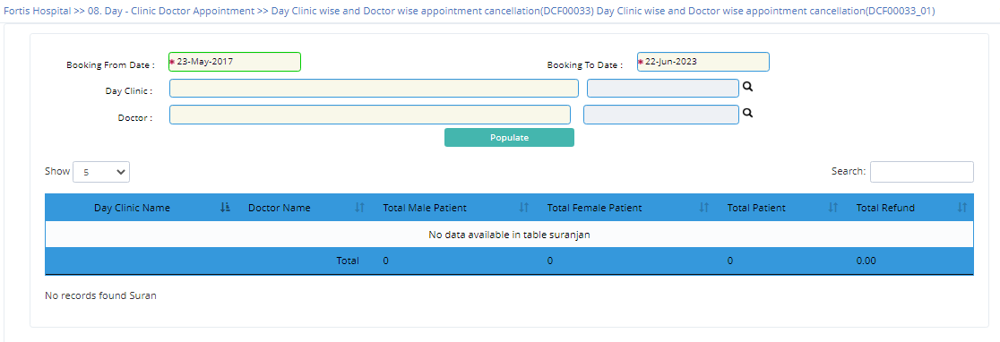 Fortis Hospital >> 08. Day - Clinic Doctor Appointment >> Day Clinic wise and Doctor wise appointment cancellation(DCF00033) Day Clinic wise and Doctor wise appointment cancellation(DCF00033_01)
Booking From Date : * 23-May-2017 Booking To Date : * 22-Jun-2023
Day Clinic :
Doctor :
Populate
Show 5 Search:
Day Clinic Name Doctor Name Total Male Patient Total Female Patient Total Patient Total Refund
No data available in table suranjan
Total 0 0 0 0.00
No records found Suran